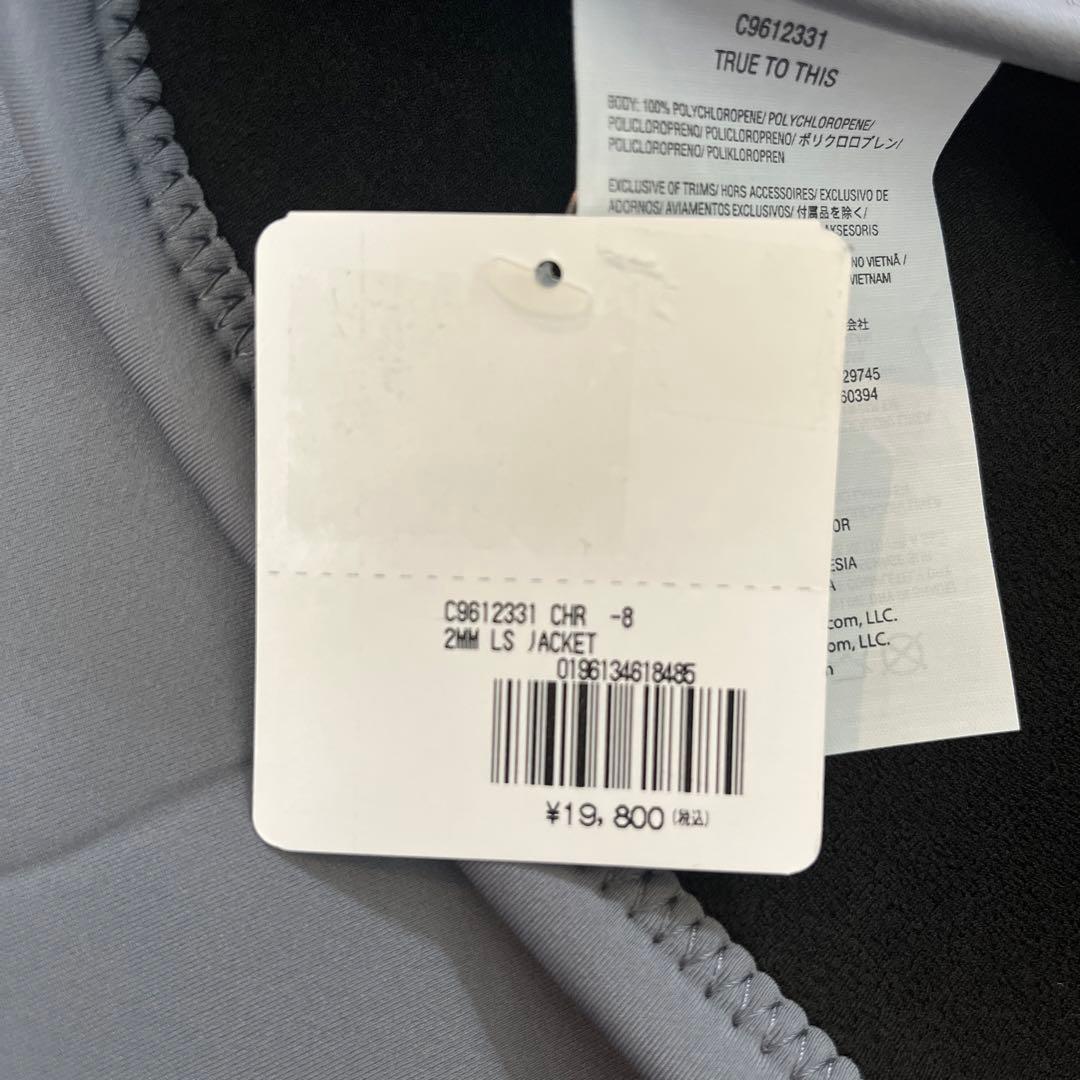 C9612331
TRUE TO THIS
BODY: 100% POLYCHLOROPENE/ POLYCHLOROPENE/
POLICLOROPRENO/ POLICLOROPRENO/ ポリクロロプレン/
POLICLOROPRENO/ POLIKLOROPREN
EXCLUSIVE OF TRIMS/ HORS ACCESSOIRES/ EXCLUSIVO DE
ADORNOS/ AVIAMENTOS EXCLUSIVOS/ 付属品を除く/
AKSESORIS
NO VIETNÃ /
VIETNAM
会社
29745
60394
OR
ESIA
A
com, LLC.
om, LLC.
C9612331 CHR -8
2MM LS JACKET
0196134618485
¥19,800 (税込)